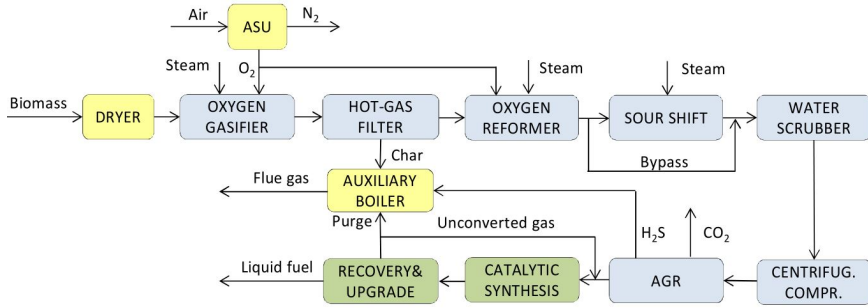 Air
ASU
N2
Steam
O2
Steam
Steam
Biomass
DRYER
OXYGEN
GASIFIER
HOT-GAS
FILTER
OXYGEN
REFORMER
SOUR SHIFT
WATER
SCRUBBER
Char
Bypass
Flue gas
AUXILIARY
BOILER
Purge
Unconverted gas
H2S
CO2
Liquid fuel
RECOVERY&
UPGRADE
CATALYTIC
SYNTHESIS
AGR
CENTRIFUG.
COMPR.